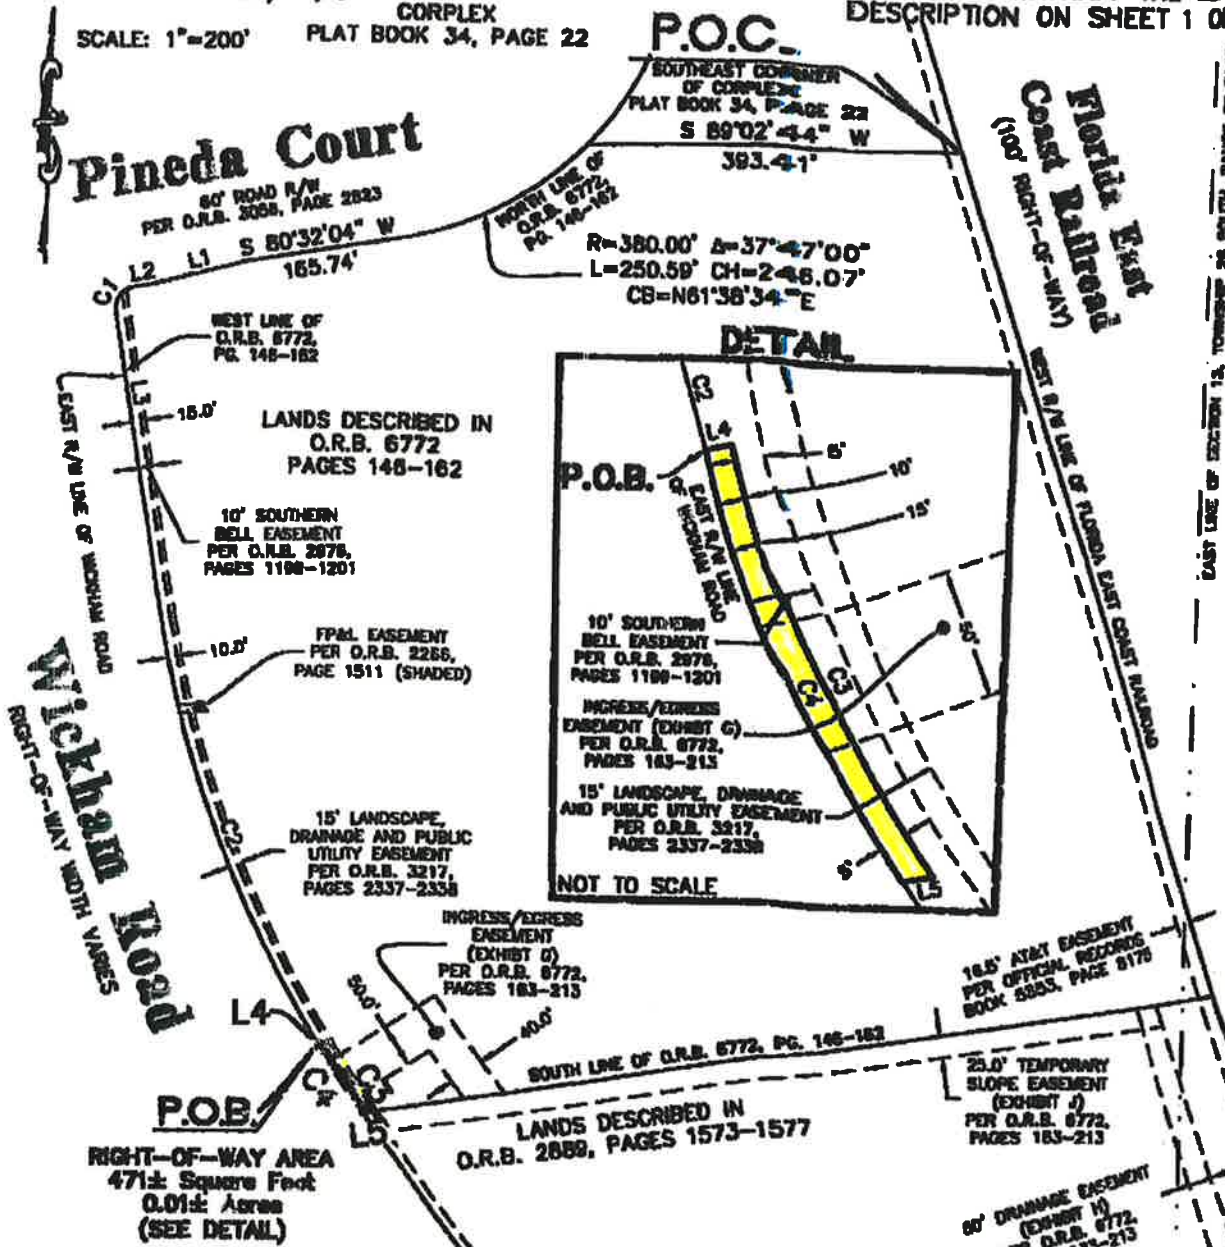 CORPLEX
SCALE: 1"=200' PLAT BOOK 34, PAGE 22
DESCRIPTION ON SHEET 1
P.O.C.
SOUTHEAST CORNER
OF CORPLEX
PLAT BOOK 34, PAGE 22
S 89°02'44" W
393.41'
Florida East
Coast Railroad
(100' RIGHT-OF-WAY)
Pineda Court
60' ROAD R/W
PER O.R.B. 3058, PAGE 2823
NORTH LINE OF
O.R.B. 6772,
PG. 146-162
L2 L1 S 80°32'04" W
165.74'
C1
R=380.00' Δ=37°47'00"
L=250.59' CH=246.07'
CB=N61°38'34"E
WEST LINE OF
O.R.B. 6772,
PG. 146-162
L3
15.0'
EAST R/W LINE OF WICKHAM ROAD
LANDS DESCRIBED IN
O.R.B. 6772
PAGES 146-162
10' SOUTHERN
BELL EASEMENT
PER O.R.B. 2976,
PAGES 1198-1201
10.0'
FP&L EASEMENT
PER O.R.B. 2266,
PAGE 1511 (SHADED)
Wickham Road
RIGHT-OF-WAY WIDTH VARIES
C2
15' LANDSCAPE,
DRAINAGE AND PUBLIC
UTILITY EASEMENT
PER O.R.B. 3217,
PAGES 2337-2338
DETAIL
C2
L4
P.O.B.
EAST R/W LINE
OF WICKHAM ROAD
10'
15'
10' SOUTHERN
BELL EASEMENT
PER O.R.B. 2976,
PAGES 1198-1201
50'
C3
C4
INGRESS/EGRESS
EASEMENT (EXHIBIT G)
PER O.R.B. 6772,
PAGES 163-213
15' LANDSCAPE, DRAINAGE
AND PUBLIC UTILITY EASEMENT
PER O.R.B. 3217,
PAGES 2337-2338
L5
NOT TO SCALE
WEST R/W LINE OF FLORIDA EAST COAST RAILROAD
EAST LINE OF SECTION 13, TOWNSHIP
INGRESS/EGRESS
EASEMENT
(EXHIBIT G)
PER O.R.B. 6772,
PAGES 163-213
50.0'
40.0'
L4
P.O.B.
C3
L5
RIGHT-OF-WAY AREA
471± Square Feet
0.01± Acres
(SEE DETAIL)
SOUTH LINE OF O.R.B. 6772, PG. 146-162
LANDS DESCRIBED IN
O.R.B. 2889, PAGES 1573-1577
16.5' AT&T EASEMENT
PER OFFICIAL RECORDS
BOOK 5853, PAGE 8175
25.0' TEMPORARY
SLOPE EASEMENT
(EXHIBIT J)
PER O.R.B. 6772,
PAGES 163-213
DRAINAGE EASEMENT
(EXHIBIT H)
O.R.B. 6772,